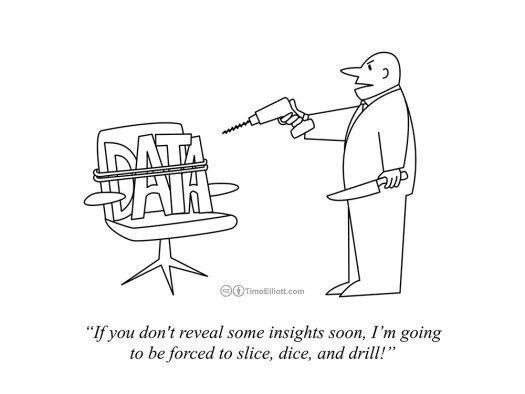 DATA
TimoElliott.com
“If you don't reveal some insights soon, I’m going
to be forced to slice, dice, and drill!”